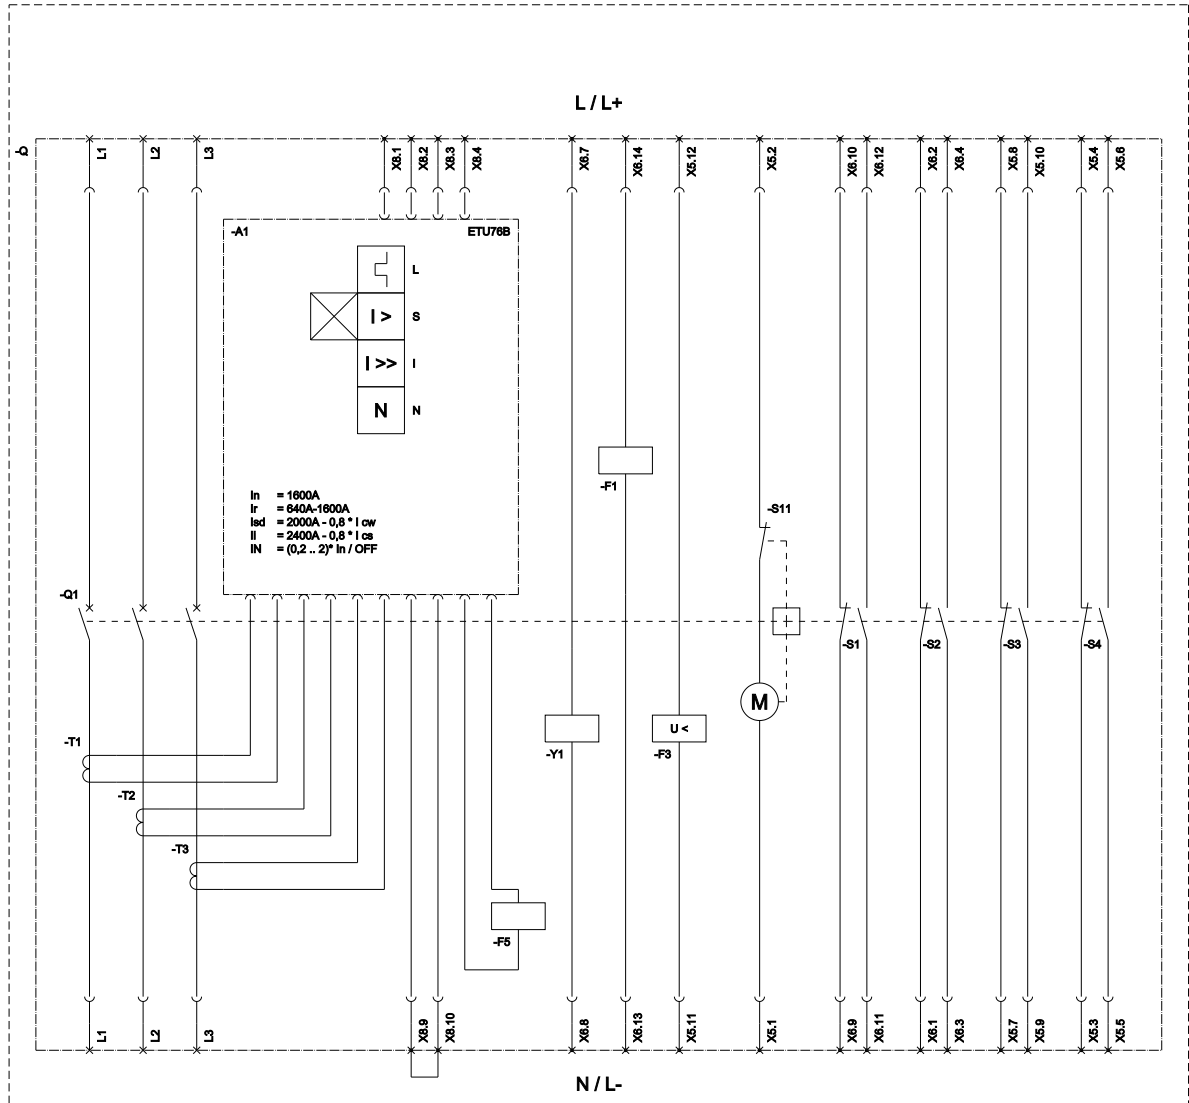 L / L+
-Q
L1
L2
L3
X8.1
X8.2
X8.3
X8.4
X6.7
X6.14
X5.12
X5.2
X6.10
X6.12
X6.2
X6.4
X5.8
X5.10
X5.4
X5.6
-A1
ETU76B
L
I >
S
I >>
I
N
N
-F1
In = 1600A
Ir = 640A-1600A
Isd = 2000A - 0,8 * I cw
Ii = 2400A - 0,8 * I cs
IN = (0,2 .. 2)* In / OFF
-S11
-Q1
-S1
-S2
-S3
-S4
M
U <
-T1
-Y1
-F3
-T2
-T3
-F5
L1
L2
L3
X8.9
X8.10
X6.8
X6.13
X5.11
X5.1
X6.9
X6.11
X6.1
X6.3
X5.7
X5.9
X5.3
X5.5
N / L-